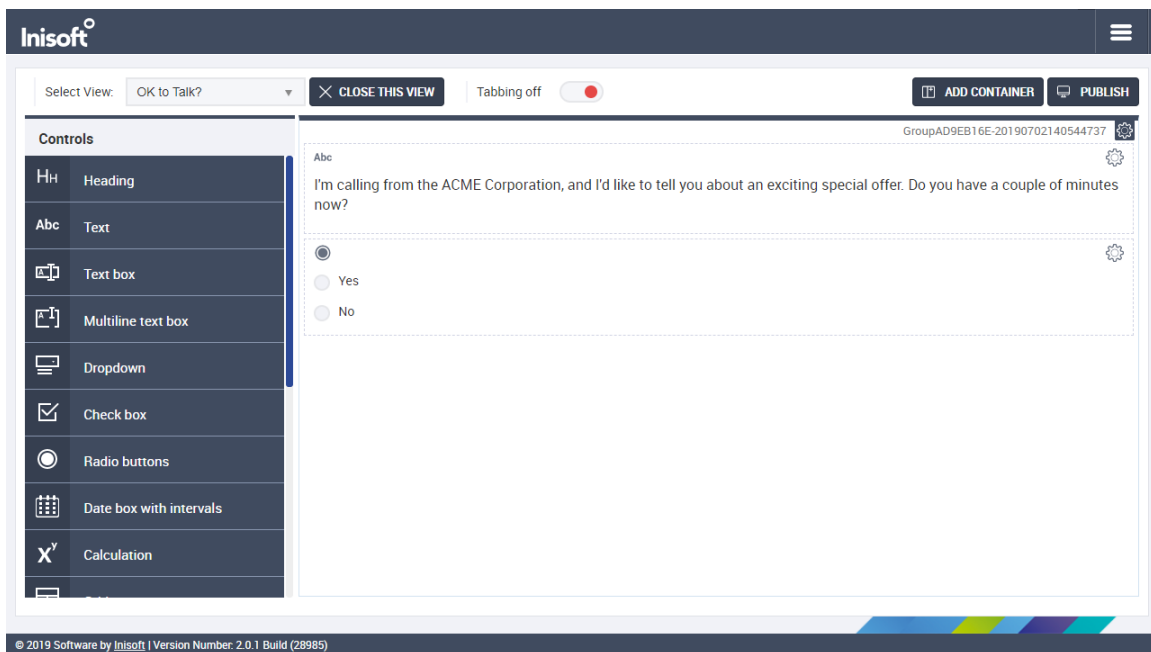 Inisoft
Select View: OK to Talk? CLOSE THIS VIEW Tabbing off ADD CONTAINER PUBLISH
Controls
GroupAD9EB16E-20190702140544737
Abc
I'm calling from the ACME Corporation, and I'd like to tell you about an exciting special offer. Do you have a couple of minutes
now?
Yes
No
HH Heading
Abc Text
A Text box
A Multiline text box
Dropdown
Check box
Radio buttons
Date box with intervals
XY Calculation
© 2019 Software by Inisoft | Version Number: 2.0.1 Build (28985)